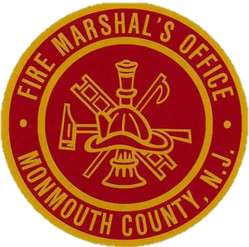 · FIRE MARSHAL'S OFFICE ·
MONMOUTH COUNTY, N.J.